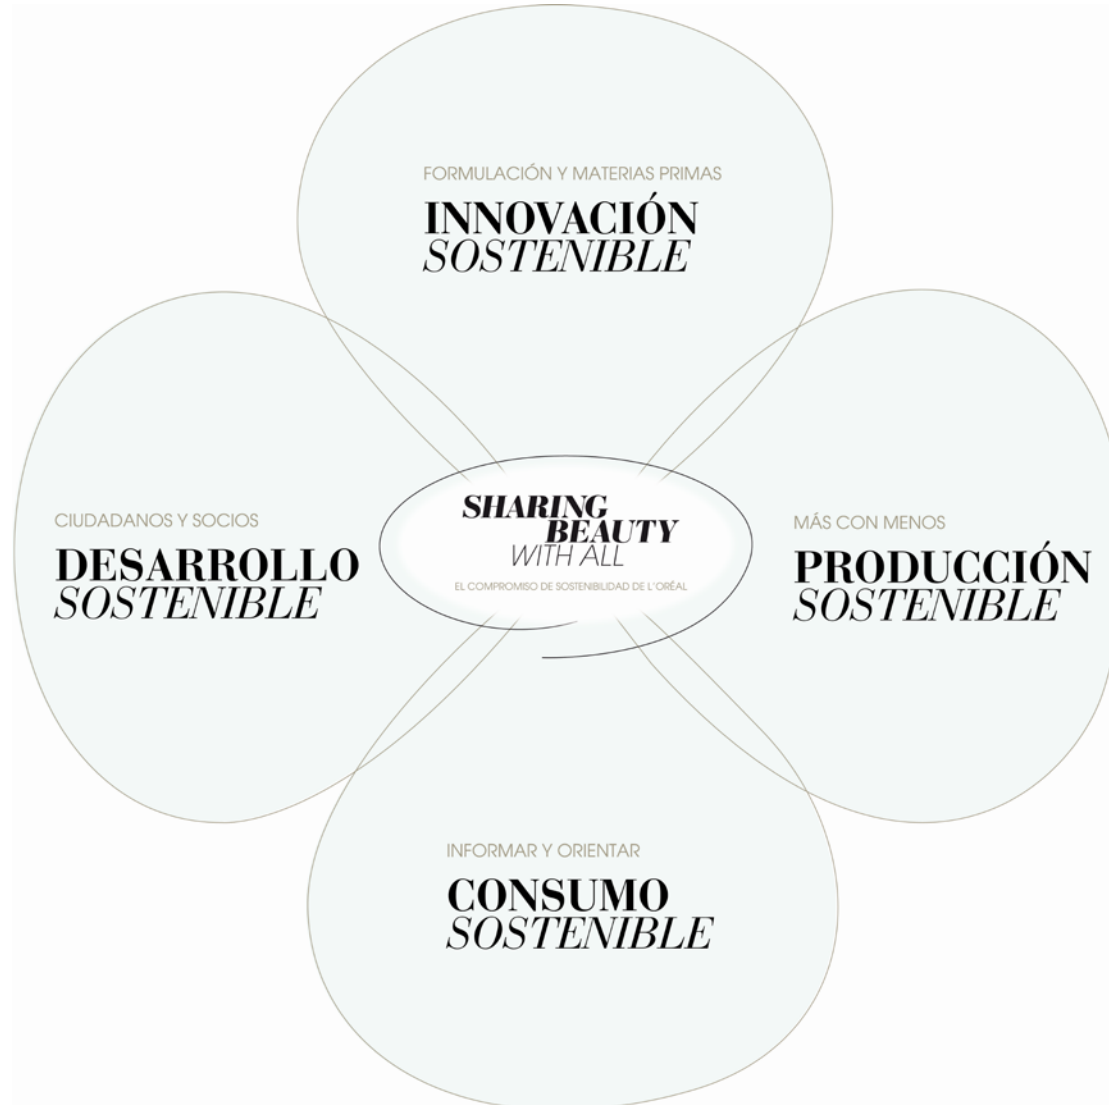 FORMULACIÓN Y MATERIAS PRIMAS
INNOVACIÓN
SOSTENIBLE
CIUDADANOS Y SOCIOS
DESARROLLO
SOSTENIBLE
SHARING
BEAUTY
WITH ALL
EL COMPROMISO DE SOSTENIBILIDAD DE L'ORÉAL
MÁS CON MENOS
PRODUCCIÓN
SOSTENIBLE
INFORMAR Y ORIENTAR
CONSUMO
SOSTENIBLE